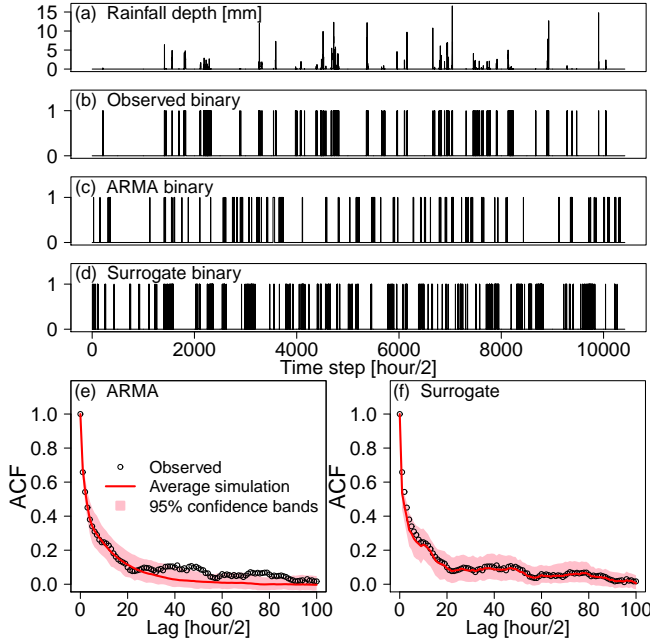 (a) Rainfall depth [mm]
15
10
5
0
(b) Observed binary
1
0
(c) ARMA binary
1
0
(d) Surrogate binary
1
0
0 2000 4000 6000 8000 10000
Time step [hour/2]
(e) ARMA
ACF
1.0
0.8
0.6
0.4
0.2
0.0
Observed
Average simulation
95% confidence bands
0 20 40 60 80 100
Lag [hour/2]
(f) Surrogate
ACF
1.0
0.8
0.6
0.4
0.2
0.0
0 20 40 60 80 100
Lag [hour/2]